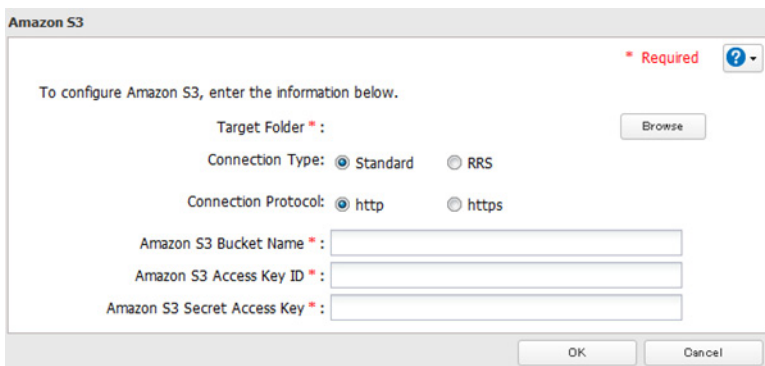 Amazon S3
* Required
To configure Amazon S3, enter the information below.
Target Folder * :
Browse
Connection Type: Standard RRS
Connection Protocol: http https
Amazon S3 Bucket Name * :
Amazon S3 Access Key ID * :
Amazon S3 Secret Access Key * :
OK Cancel